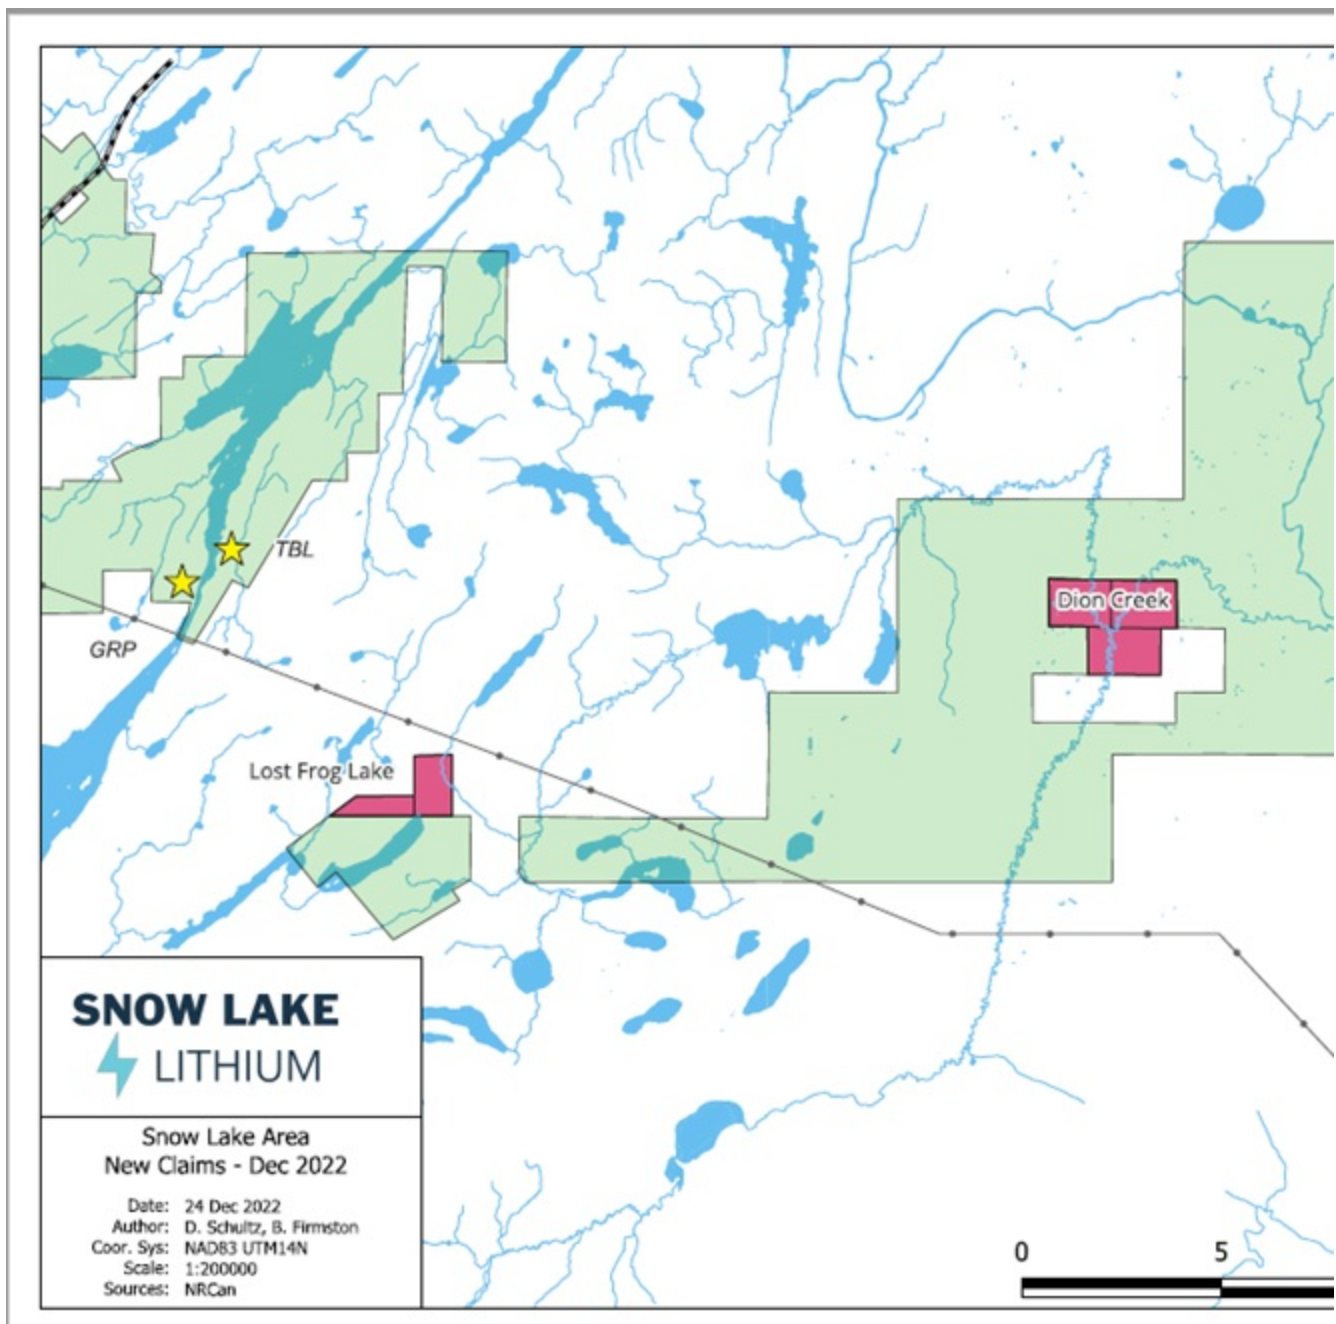 TBL
GRP
Dion Creek
Lost Frog Lake
SNOW LAKE
LITHIUM
Snow Lake Area
New Claims - Dec 2022
Date: 24 Dec 2022
Author: D. Schultz, B. Firmston
Coor. Sys: NAD83 UTM14N
Scale: 1:200000
Sources: NRCan
0 5